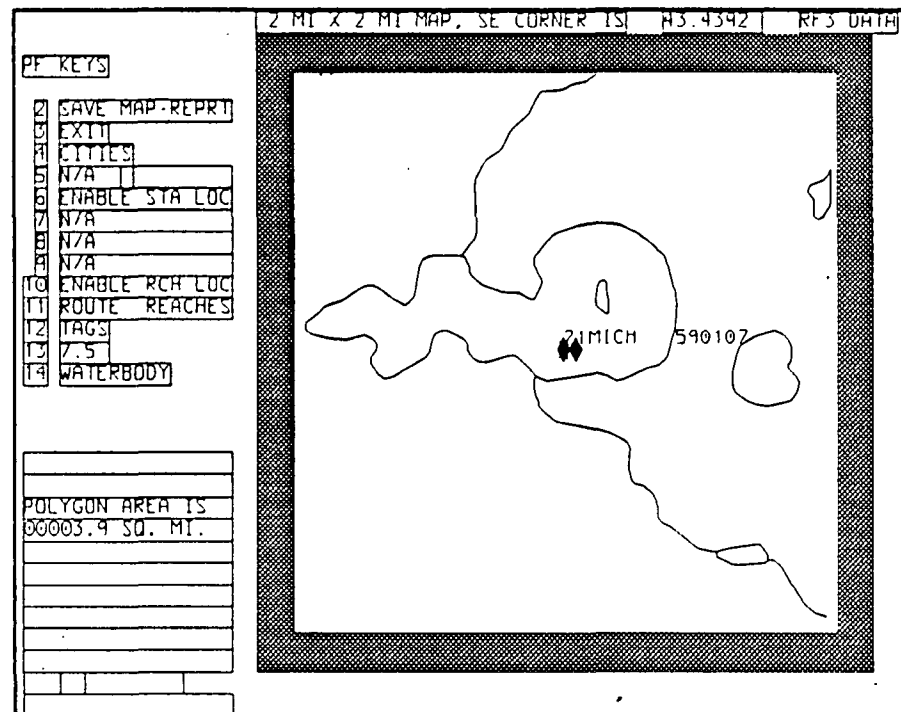 2 MI X 2 MI MAP, SE CORNER IS 43.4392 RF3 DATA
PF KEYS
2 SAVE MAP-REPRT
3 EXIT
4 CITIES
5 N/A
6 ENABLE STA LOC
7 N/A
8 N/A
9 N/A
10 ENABLE RCH LOC
11 ROUTE REACHES
12 TAGS
13 7.5
14 WATERBODY
21MICH 590107
POLYGON AREA IS
00003.9 SQ. MI.